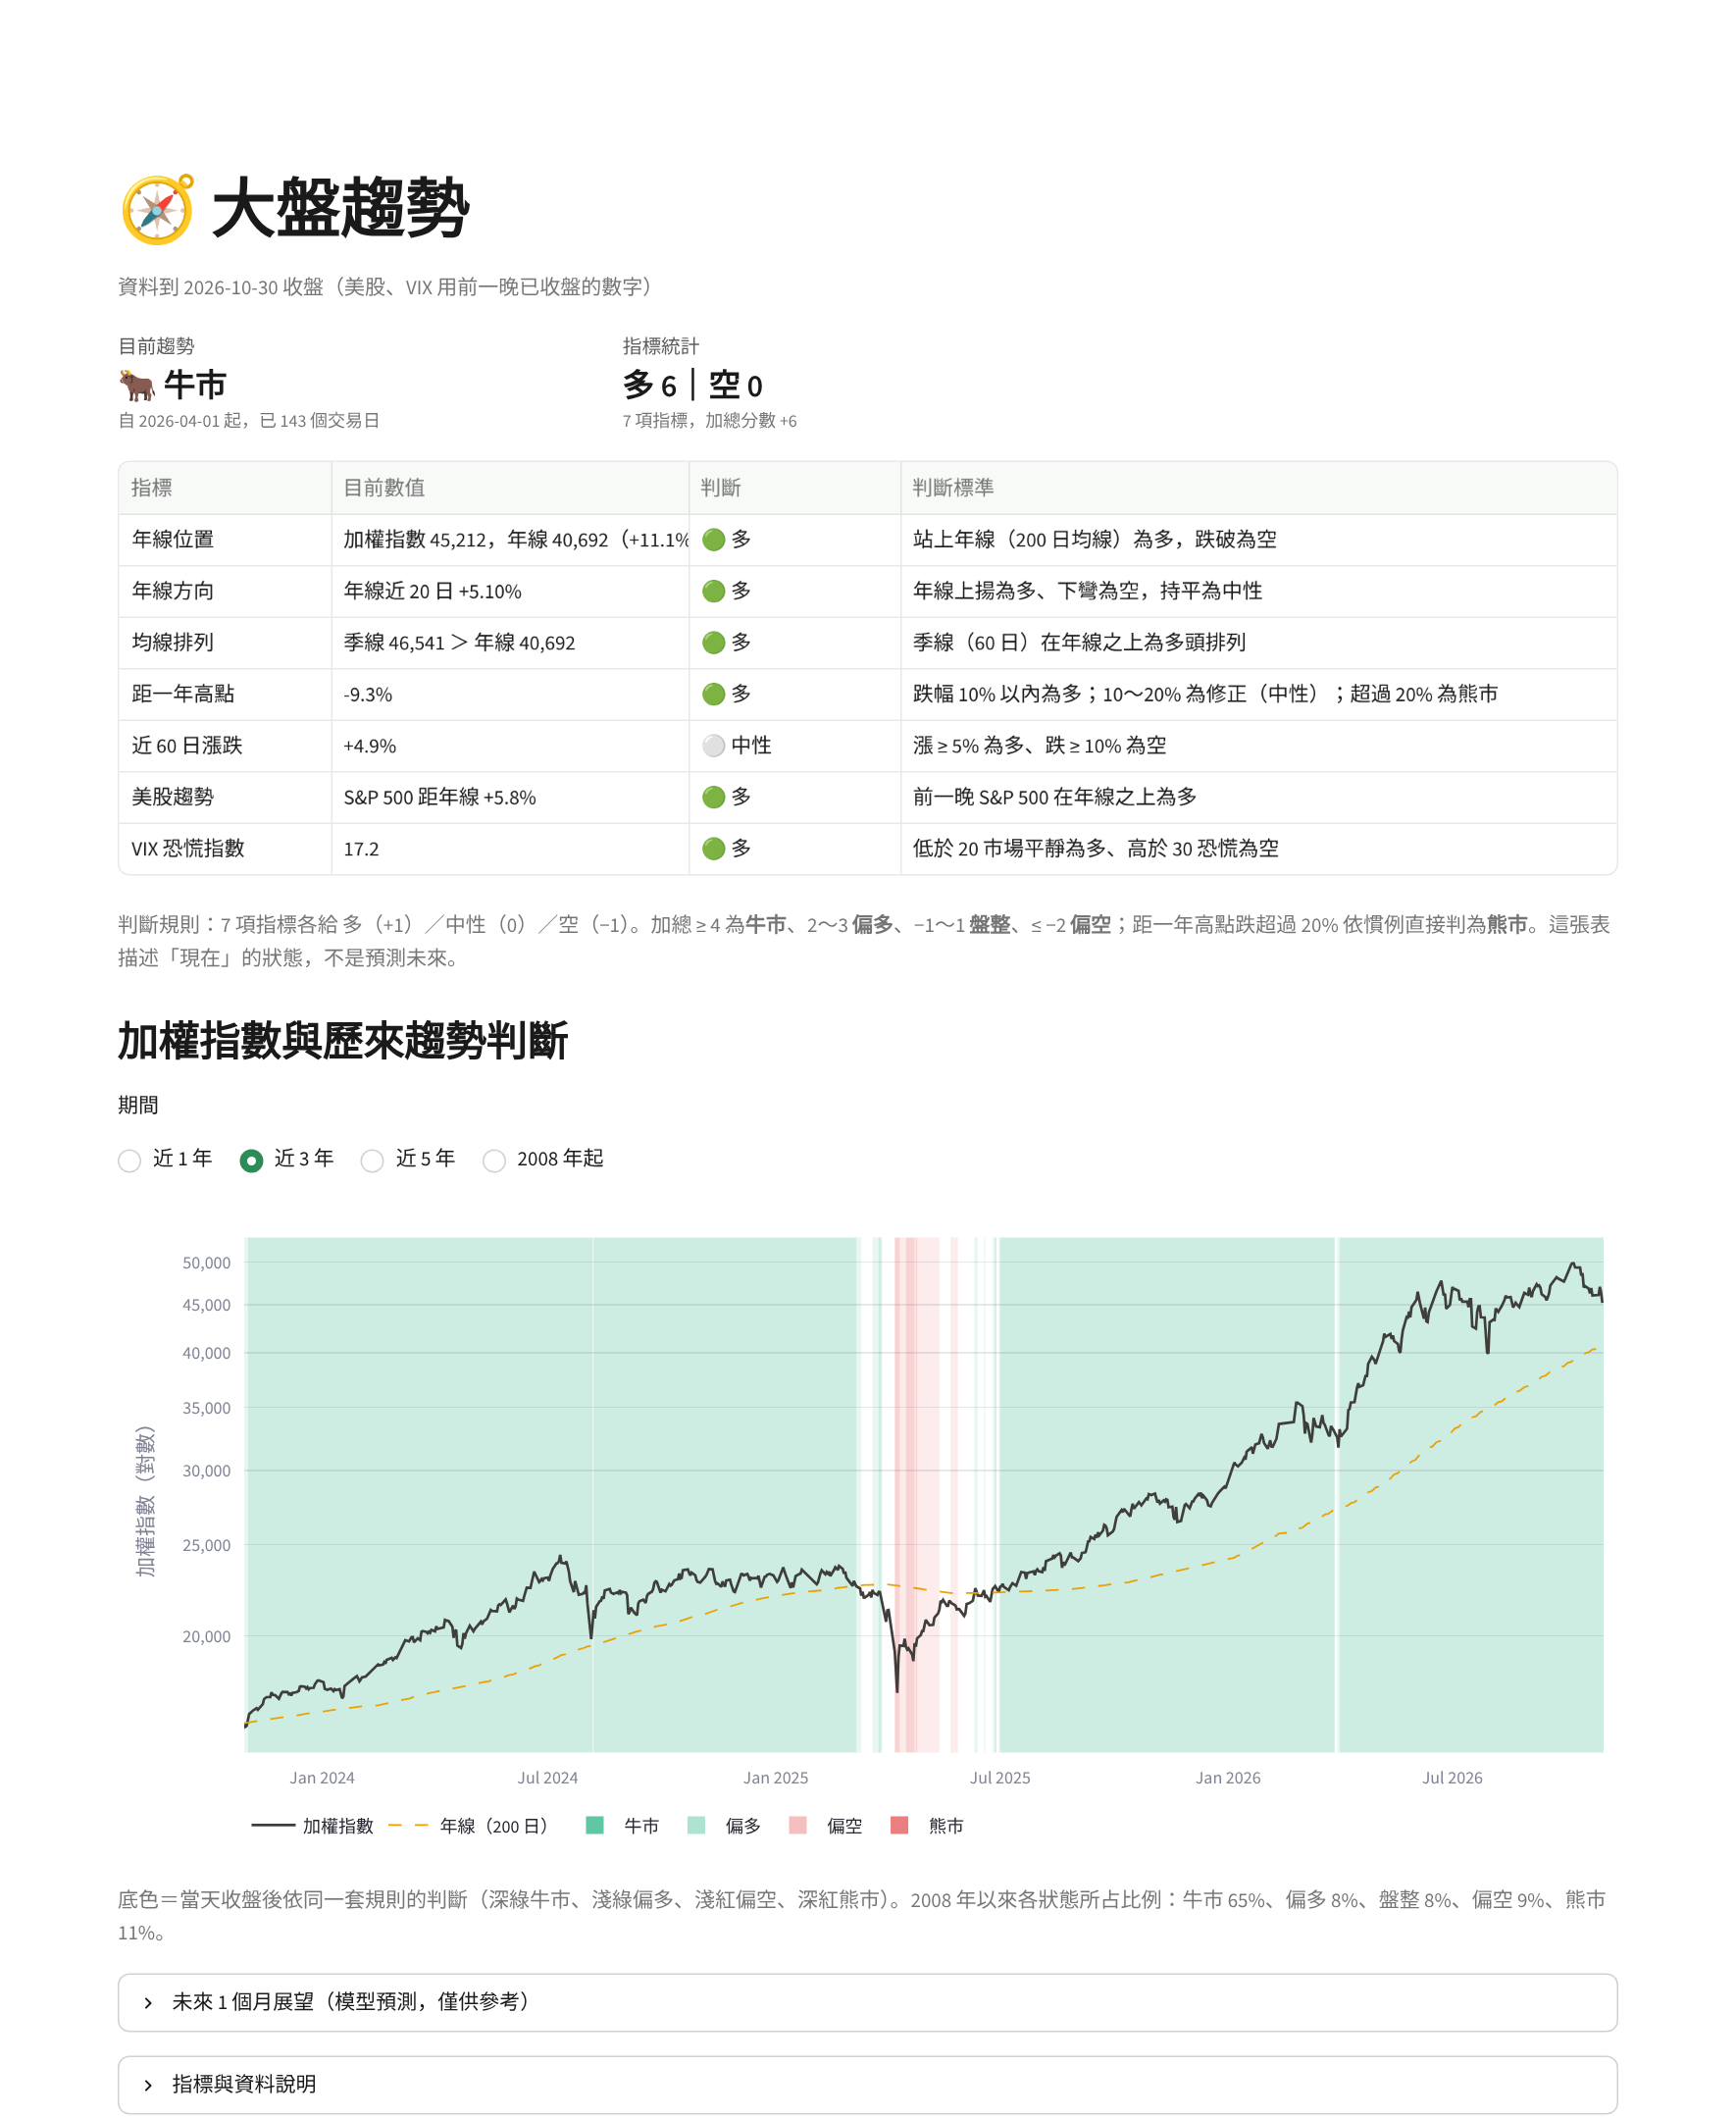 大盤趨勢
資料到 2026-10-30 收盤（美股、VIX 用前一晚已收盤的數字）
目前趨勢
牛市
自 2026-04-01 起，已 143 個交易日
指標統計
多 6｜空 0
7 項指標，加總分數 +6
指標 目前數值 判斷 判斷標準
年線位置 加權指數 45,212，年線 40,692（+11.1% 多 站上年線（200 日均線）為多，跌破為空
年線方向 年線近 20 日 +5.10% 多 年線上揚為多、下彎為空，持平為中性
均線排列 季線 46,541 ＞ 年線 40,692 多 季線（60 日）在年線之上為多頭排列
距一年高點 -9.3% 多 跌幅 10% 以內為多；10～20% 為修正（中性）；超過 20% 為熊市
近 60 日漲跌 +4.9% 中性 漲 ≥ 5% 為多、跌 ≥ 10% 為空
美股趨勢 S&P 500 距年線 +5.8% 多 前一晚 S&P 500 在年線之上為多
VIX 恐慌指數 17.2 多 低於 20 市場平靜為多、高於 30 恐慌為空
判斷規則：7 項指標各給 多（+1）／中性（0）／空（−1）。加總 ≥ 4 為牛市、2～3 偏多、−1～1 盤整、≤ −2 偏空；距一年高點跌超過 20% 依慣例直接判為熊市。這張表
描述「現在」的狀態，不是預測未來。
加權指數與歷來趨勢判斷
期間
近 1 年 近 3 年 近 5 年 2008 年起
加權指數（對數）
50,000
45,000
40,000
35,000
30,000
25,000
20,000
Jan 2024 Jul 2024 Jan 2025 Jul 2025 Jan 2026 Jul 2026
加權指數 年線（200 日） 牛市 偏多 偏空 熊市
底色＝當天收盤後依同一套規則的判斷（深綠牛市、淺綠偏多、淺紅偏空、深紅熊市）。2008 年以來各狀態所占比例：牛市 65%、偏多 8%、盤整 8%、偏空 9%、熊市
11%。
未來 1 個月展望（模型預測，僅供參考）
指標與資料說明